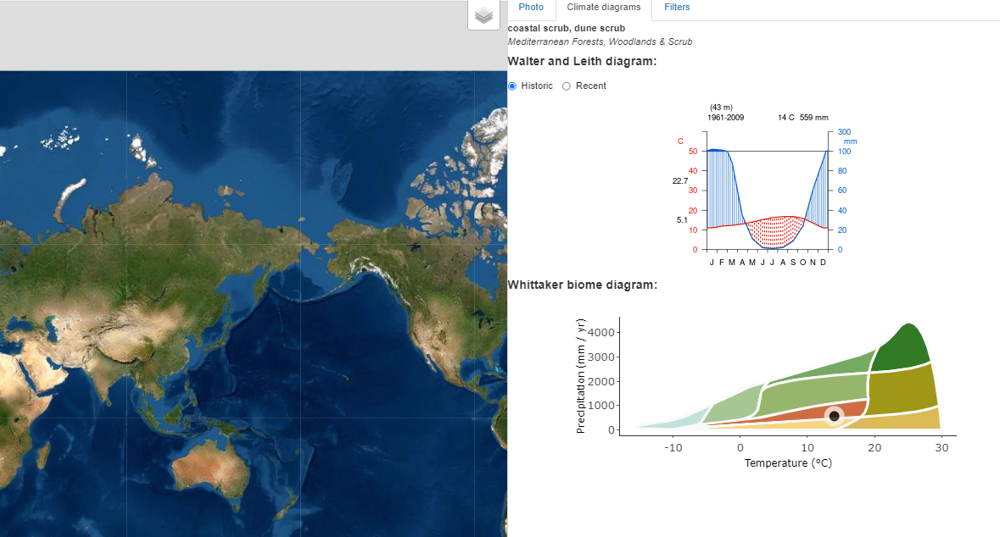 Photo Climate diagrams Filters
coastal scrub, dune scrub
Mediterranean Forests, Woodlands & Scrub
Walter and Leith diagram:
Historic Recent
(43 m)
1961-2009 14 C 559 mm
300
C mm
50 100
40 80
22.7
30 60
20 40
5.1
10 20
0 0
J F M A M J J A S O N D
Whittaker biome diagram:
Precipitation (mm / yr)
4000
3000
2000
1000
0
-10 0 10 20 30
Temperature (ºC)